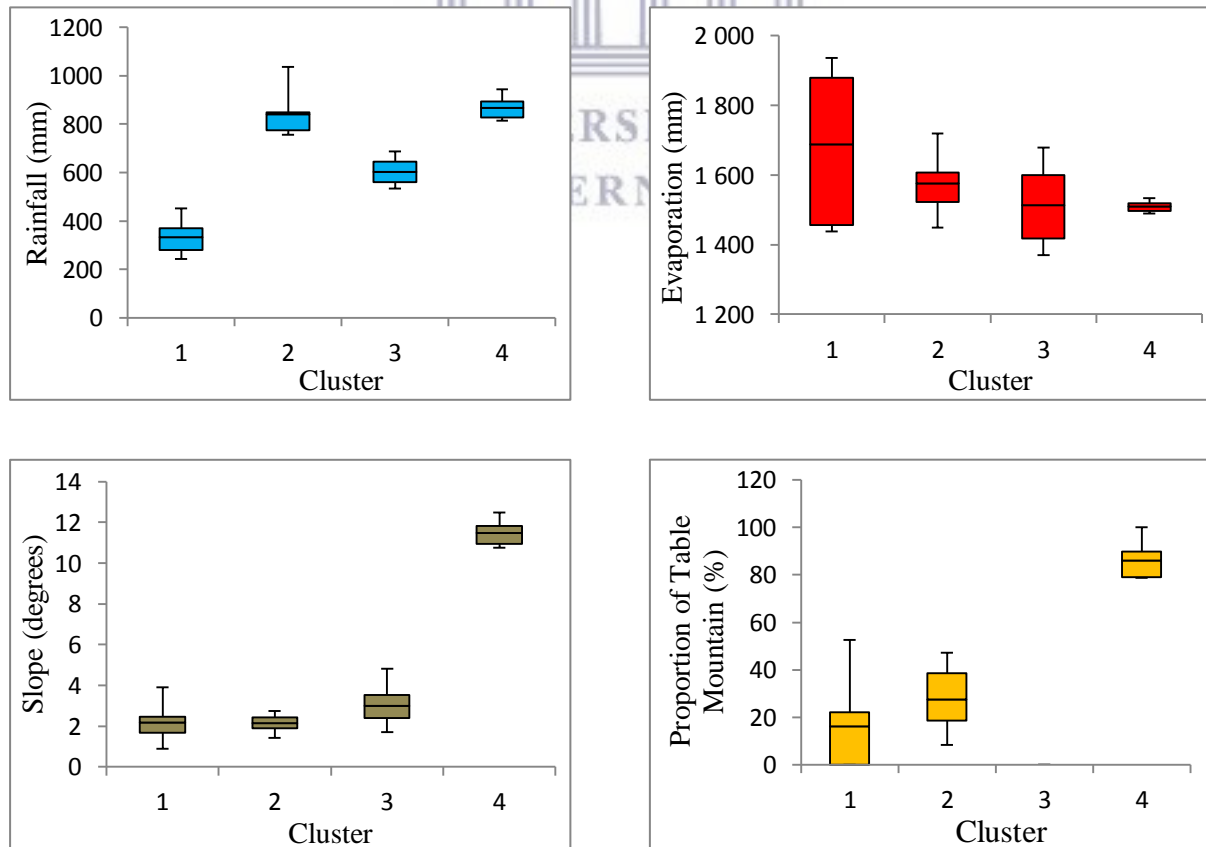 1200
1000
800
600
400
200
0
Rainfall (mm)
1 2 3 4
Cluster
2 000
1 800
1 600
1 400
1 200
Evaporation (mm)
1 2 3 4
Cluster
ERS
ERN
14
12
10
8
6
4
2
0
Slope (degrees)
1 2 3 4
Cluster
120
100
80
60
40
20
0
Proportion of Table
Mountain (%)
1 2 3 4
Cluster